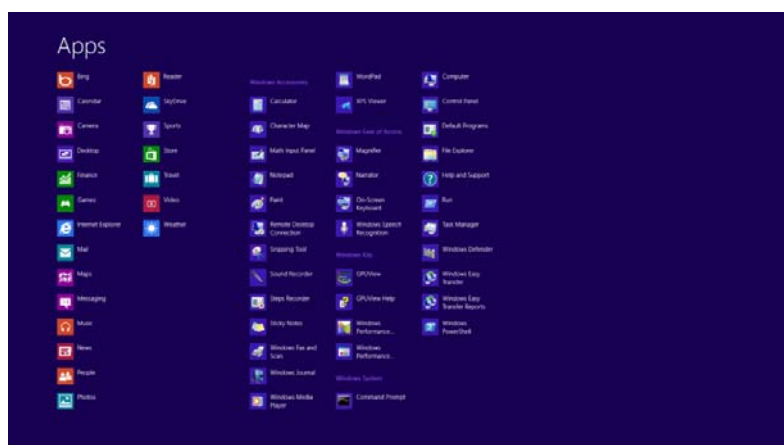 Apps
Bing
Calendar
Camera
Desktop
Finance
Games
Internet Explorer
Mail
Maps
Messaging
Music
News
People
Photos
Reader
SkyDrive
Sports
Store
Travel
Video
Weather
Windows Accessories
Calculator
Character Map
Math Input Panel
Notepad
Paint
Remote Desktop
Connection
Snipping Tool
Sound Recorder
Steps Recorder
Sticky Notes
Windows Fax and
Scan
Windows Journal
Windows Media
Player
WordPad
XPS Viewer
Windows Ease of Access
Magnifier
Narrator
On-Screen
Keyboard
Windows Speech
Recognition
Windows Kits
GPUView
GPUView Help
Windows
Performance...
Windows
Performance...
Windows System
Command Prompt
Computer
Control Panel
Default Programs
File Explorer
Help and Support
Run
Task Manager
Windows Defender
Windows Easy
Transfer
Windows Easy
Transfer Reports
Windows
PowerShell